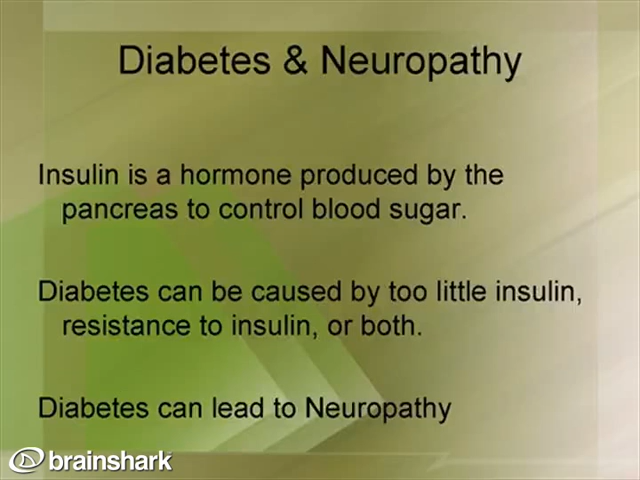 Diabetes & Neuropathy
Insulin is a hormone produced by the
pancreas to control blood sugar.
Diabetes can be caused by too little insulin,
resistance to insulin, or both.
Diabetes can lead to Neuropathy
brainshark